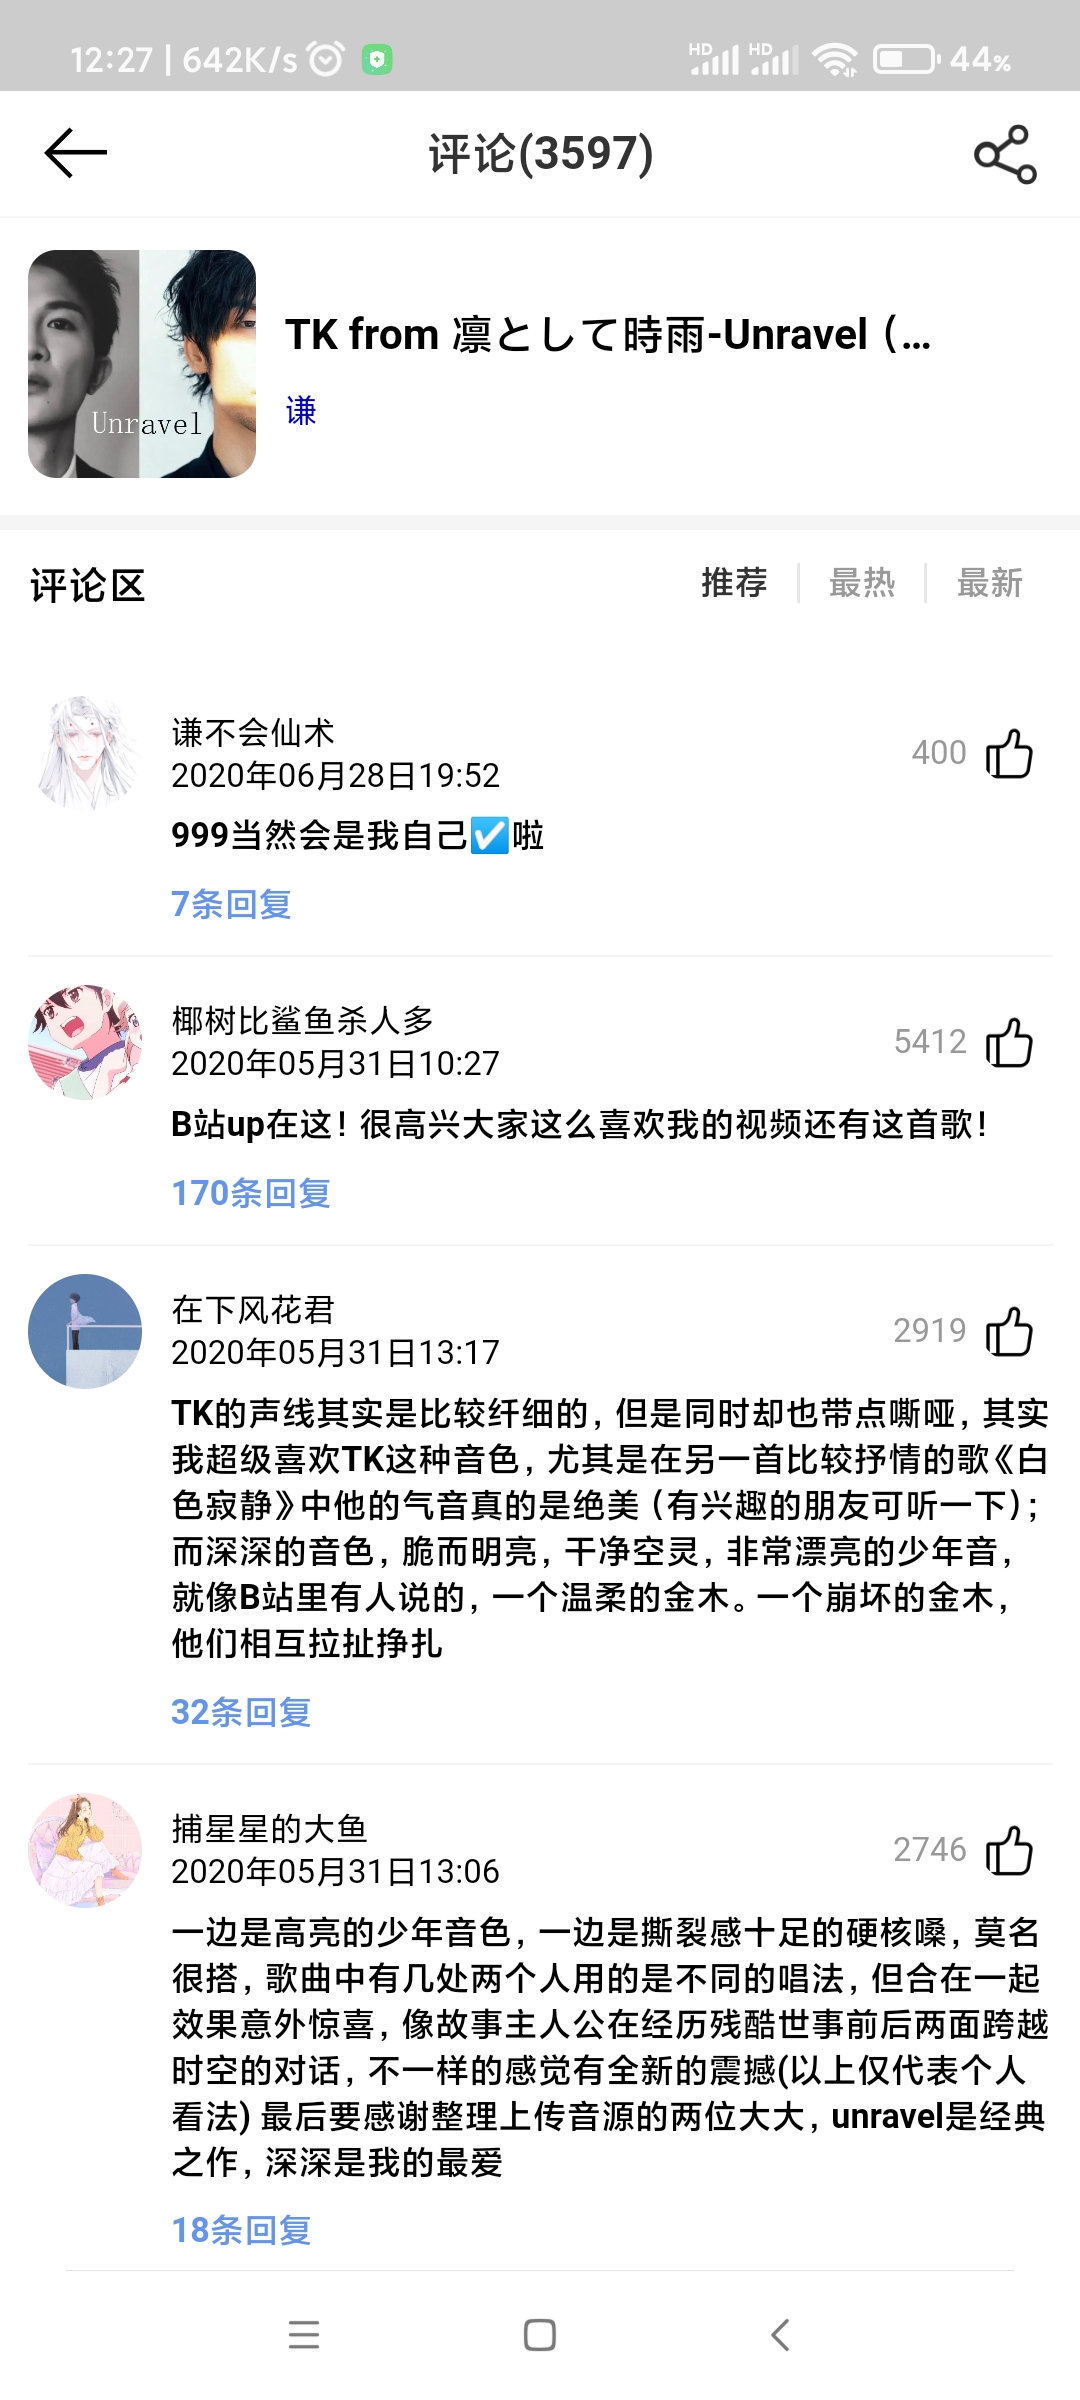 12:27 | 642K/s
HD HD 44%
评论(3597)
Unravel
TK from 凛として時雨-Unravel（...
谦
评论区
推荐 | 最热 | 最新
谦不会仙术
2020年06月28日19:52
400
999当然会是我自己☑️啦
7条回复
椰树比鲨鱼杀人多
2020年05月31日10:27
5412
B站up在这！很高兴大家这么喜欢我的视频还有这首歌！
170条回复
在下风花君
2020年05月31日13:17
2919
TK的声线其实是比较纤细的，但是同时却也带点嘶哑，其实
我超级喜欢TK这种音色，尤其是在另一首比较抒情的歌《白
色寂静》中他的气音真的是绝美（有兴趣的朋友可听一下）；
而深深的音色，脆而明亮，干净空灵，非常漂亮的少年音，
就像B站里有人说的，一个温柔的金木。一个崩坏的金木，
他们相互拉扯挣扎
32条回复
捕星星的大鱼
2020年05月31日13:06
2746
一边是高亮的少年音色，一边是撕裂感十足的硬核嗓，莫名
很搭，歌曲中有几处两个人用的是不同的唱法，但合在一起
效果意外惊喜，像故事主人公在经历残酷世事前后两面跨越
时空的对话，不一样的感觉有全新的震撼(以上仅代表个人
看法) 最后要感谢整理上传音源的两位大大，unravel是经典
之作，深深是我的最爱
18条回复